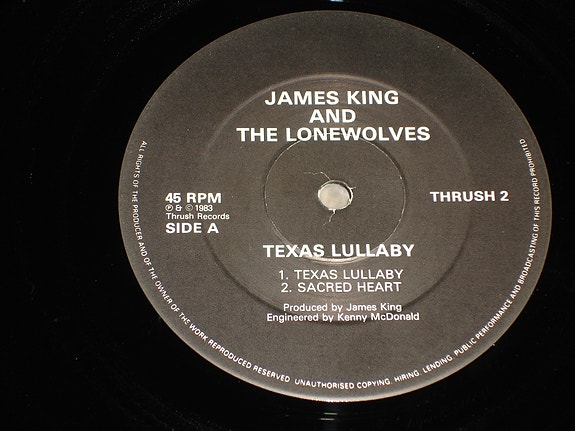 JAMES KING
AND
THE LONEWOLVES
45 RPM
℗ & © 1983
Thrush Records
SIDE A
THRUSH 2
TEXAS LULLABY
1. TEXAS LULLABY
2. SACRED HEART
Produced by James King
Engineered by Kenny McDonald
ALL RIGHTS OF THE PRODUCER AND OF THE OWNER OF THE WORK REPRODUCED RESERVED UNAUTHORISED COPYING, HIRING, LENDING, PUBLIC PERFORMANCE AND BROADCASTING OF THIS RECORD PROHIBITED